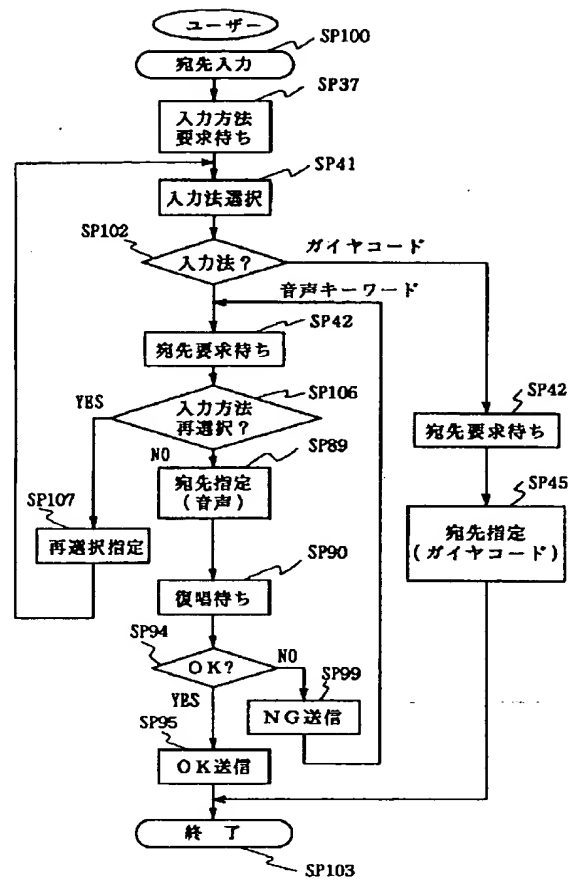 ユーザー
SP100
宛先入力
SP37
入力方法
要求待ち
SP41
入力法選択
SP102
入力法?
ガイヤコード
音声キーワード
SP42
宛先要求待ち
SP106
YES
入力方法
再選択?
SP42
宛先要求待ち
NO
SP89
宛先指定
(音声)
SP107
再選択指定
SP45
宛先指定
(ガイヤコード)
SP90
復唱待ち
SP94
OK?
NO
SP99
NG送信
YES
SP95
OK送信
終 了
SP103